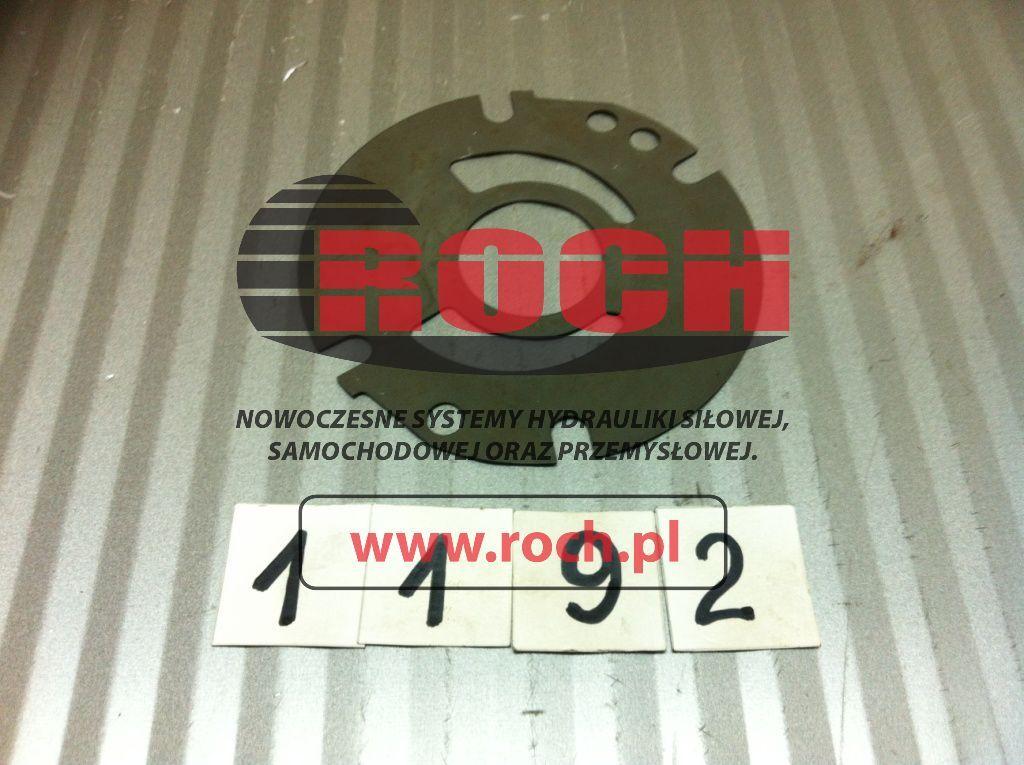 ROCH
NOWOCZESNE SYSTEMY HYDRAULIKI SIŁOWEJ,
SAMOCHODOWEJ ORAZ PRZEMYSŁOWEJ.
www.roch.pl
1 1 9 2